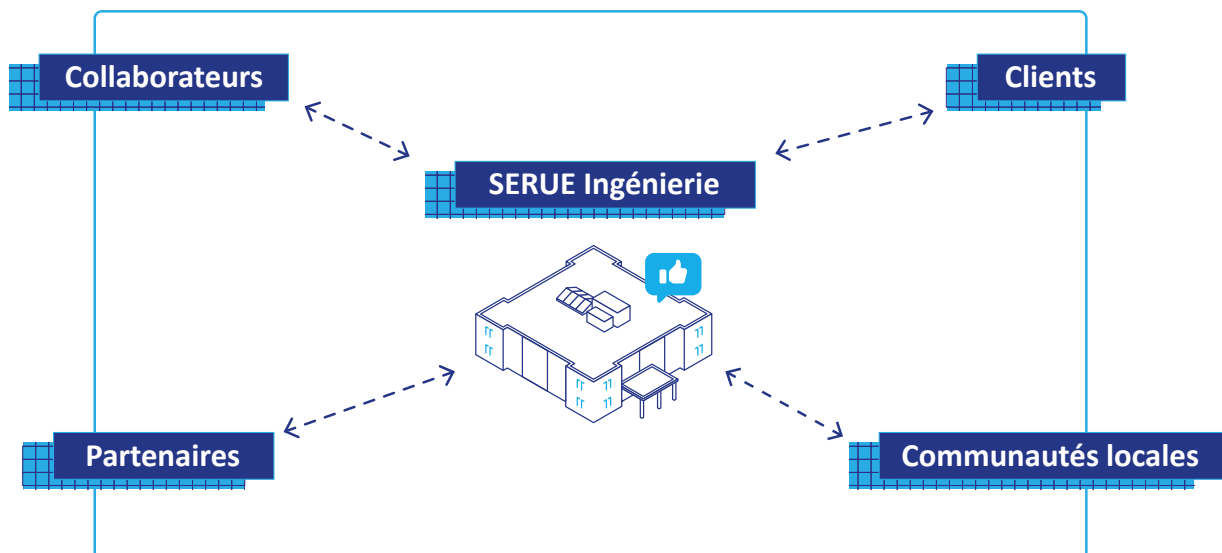 Collaborateurs
Clients
SERUE Ingénierie
Partenaires
Communautés locales